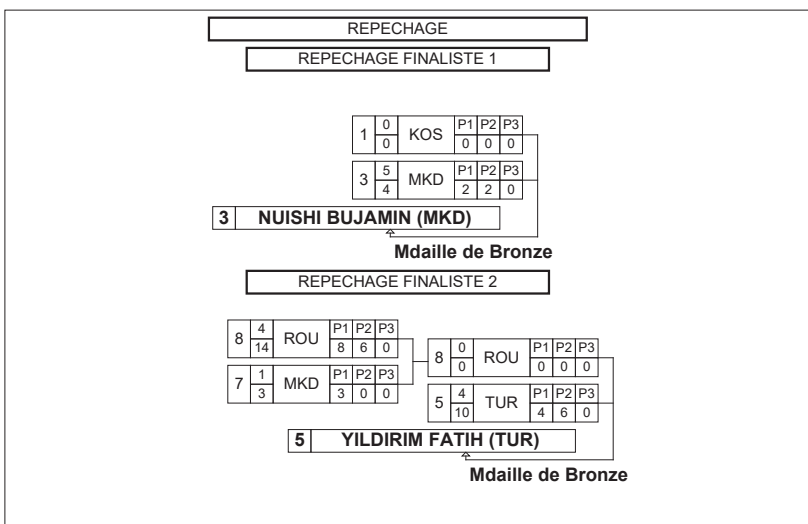 REPECHAGE
REPECHAGE FINALISTE 1
1 0 KOS P1 P2 P3
0 0 0 0
3 5 MKD P1 P2 P3
4 2 2 0
3 NUISHI BUJAMIN (MKD)
Mdaille de Bronze
REPECHAGE FINALISTE 2
8 4 ROU P1 P2 P3
14 8 6 0
7 1 MKD P1 P2 P3
3 3 0 0
8 0 ROU P1 P2 P3
0 0 0 0
5 4 TUR P1 P2 P3
10 4 6 0
5 YILDIRIM FATIH (TUR)
Mdaille de Bronze